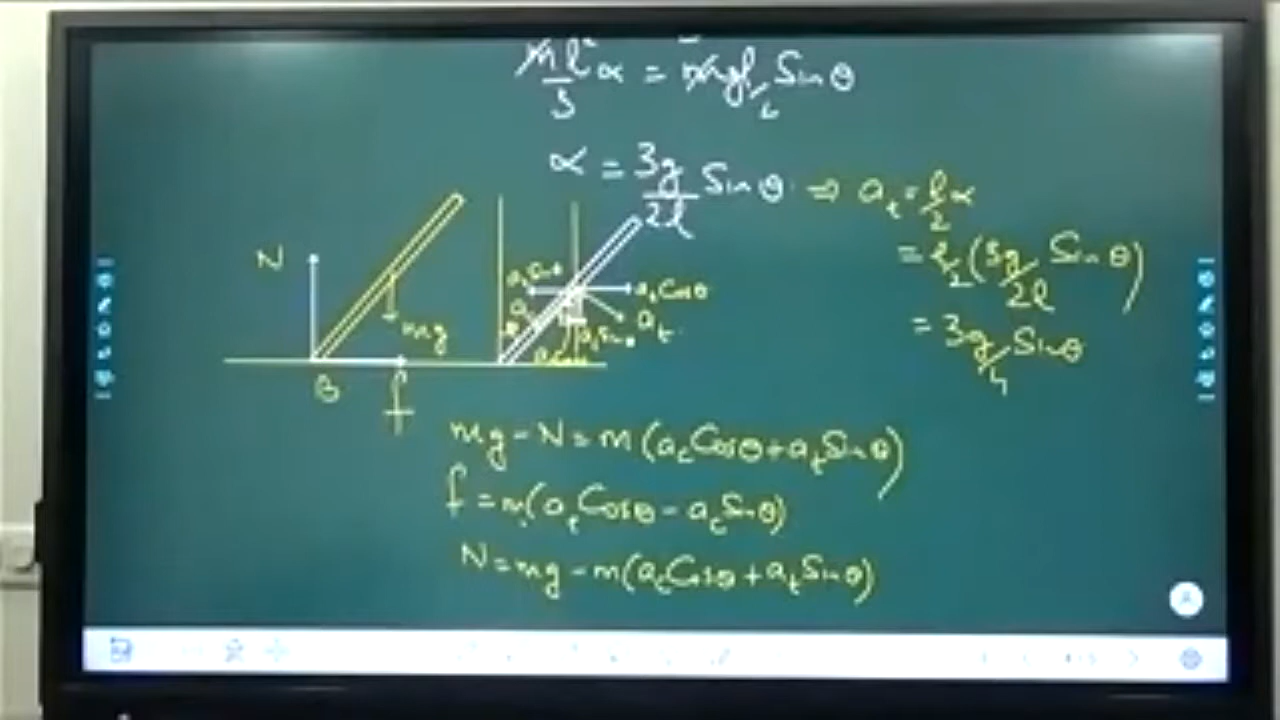 ml²/3 α = mg l/2 Sinθ
α = 3g/2l Sinθ ⇒ a_t = l/2 α
= l/2 (3g/2l Sinθ)
= 3g/4 Sinθ
N
mg
B
f
a_c Sinθ
a_t Cosθ
a_c
a_t
a_t Sinθ
θ
mg - N = m(a_c Cosθ + a_t Sinθ)
f = m(a_t Cosθ - a_c Sinθ)
N = mg - m(a_c Cosθ + a_t Sinθ)